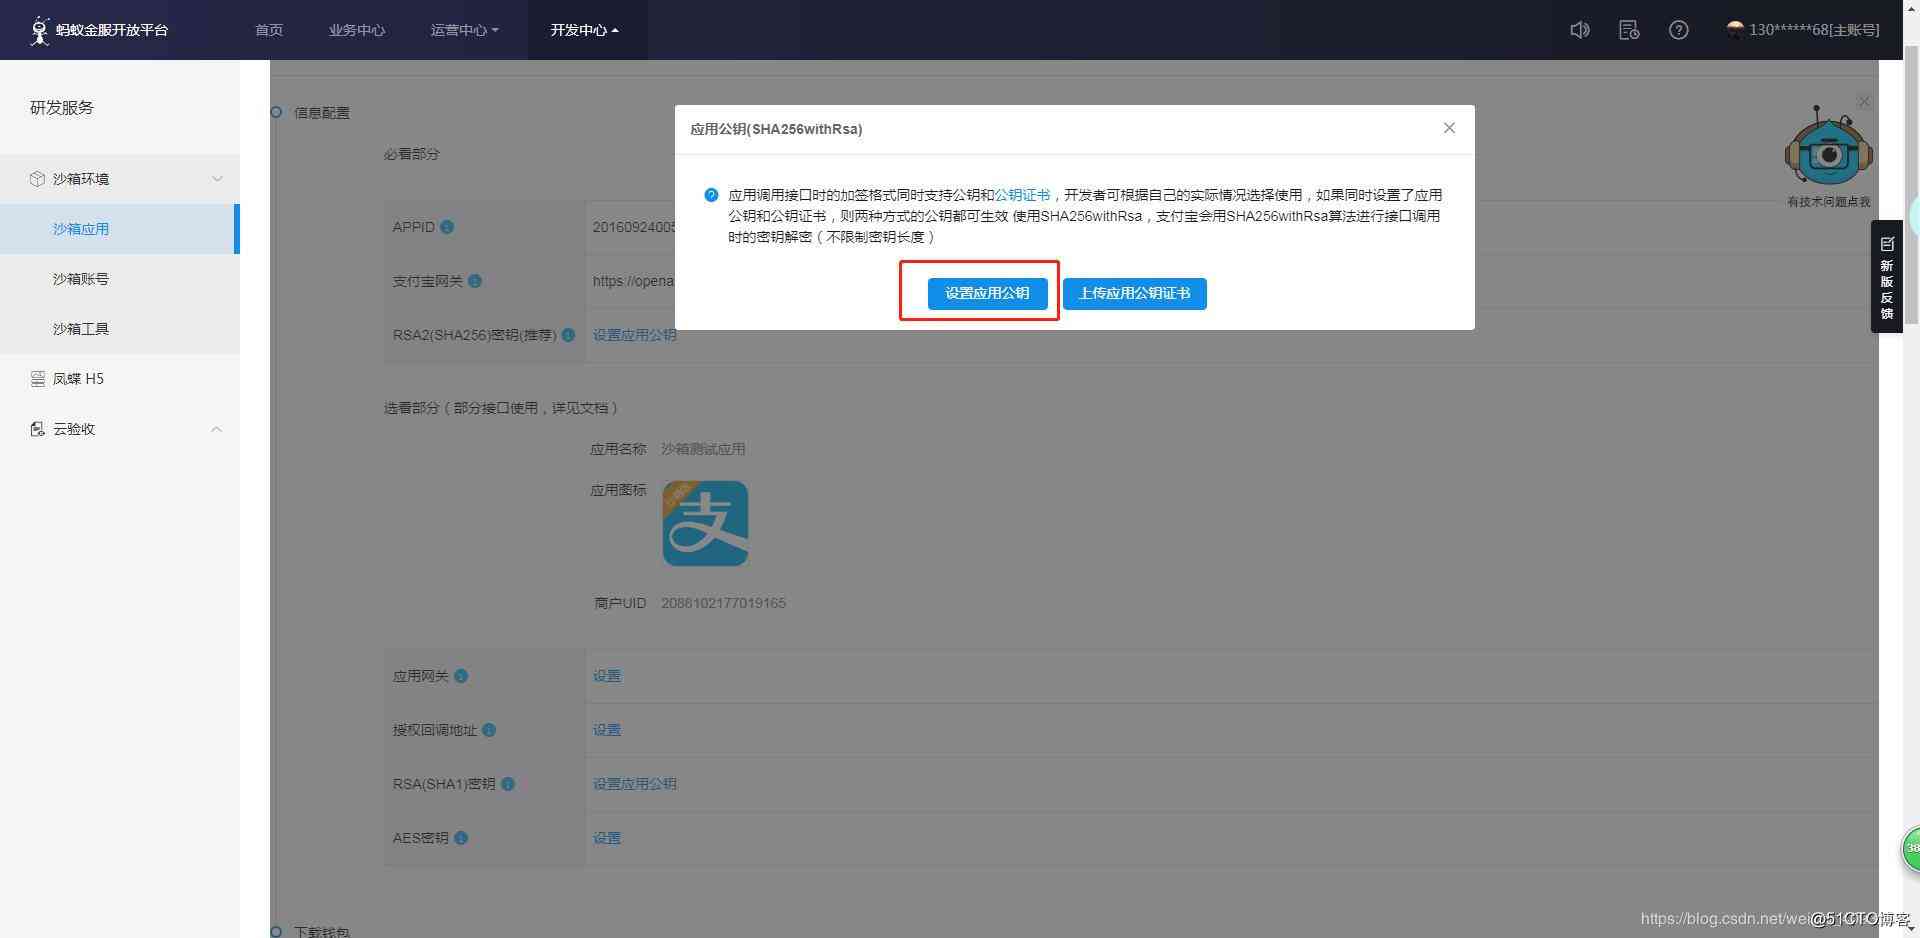 蚂蚁金服开放平台
首页
业务中心
运营中心
开发中心
130******68[主账号]
研发服务
沙箱环境
沙箱应用
沙箱账号
沙箱工具
凤蝶 H5
云验收
信息配置
必看部分
APPID
20160924005
支付宝网关
https://opena
RSA2(SHA256)密钥(推荐)
设置应用公钥
应用公钥(SHA256withRsa)
应用调用接口时的加签格式同时支持公钥和公钥证书，开发者可根据自己的实际情况选择使用，如果同时设置了应用
公钥和公钥证书，则两种方式的公钥都可生效 使用SHA256withRsa，支付宝会用SHA256withRsa算法进行接口调用
时的密钥解密（不限制密钥长度）
设置应用公钥
上传应用公钥证书
有技术问题点我
新版反馈
选看部分（部分接口使用，详见文档）
应用名称
沙箱测试应用
应用图标
支
商户UID
2088102177019165
应用网关
设置
授权回调地址
设置
RSA(SHA1)密钥
设置应用公钥
AES密钥
设置
下载钱包
38
https://blog.csdn.net/wei
@51CTO博客